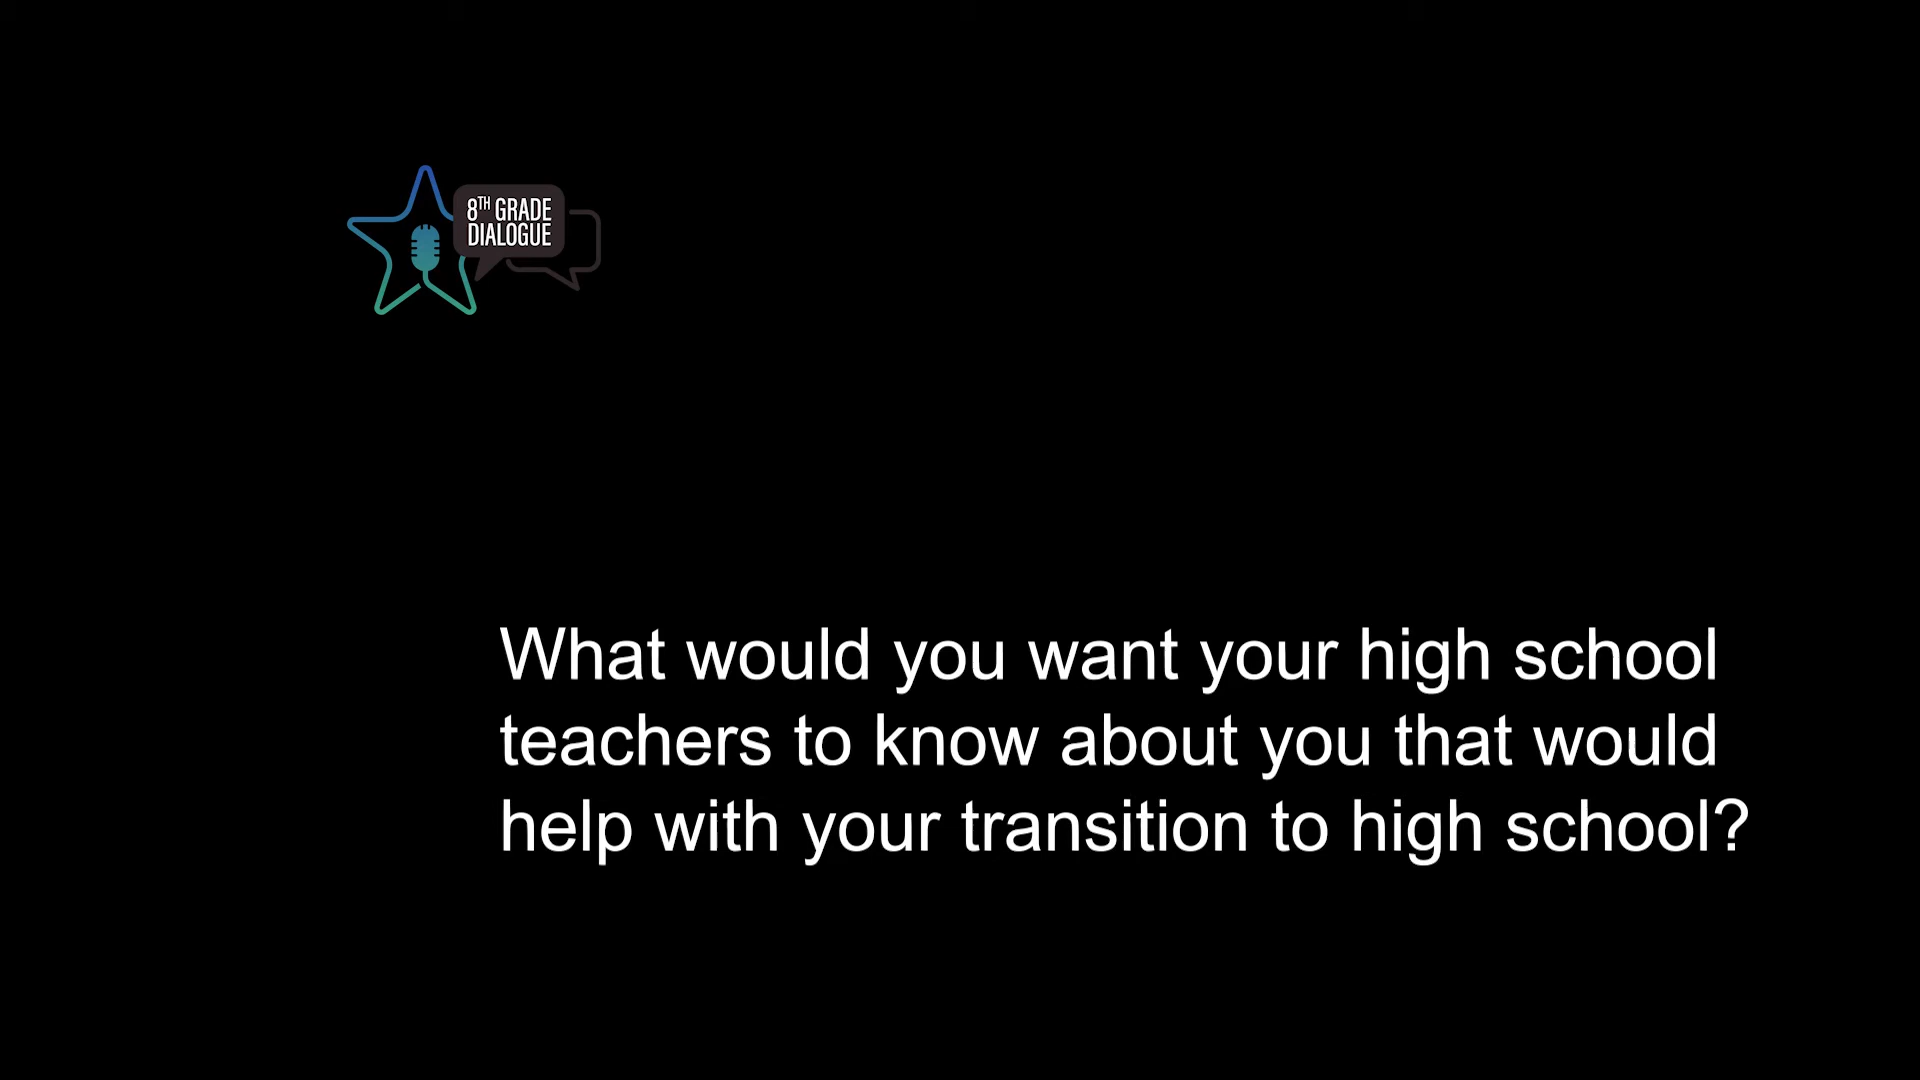 8TH GRADE
DIALOGUE
What would you want your high school
teachers to know about you that would
help with your transition to high school?